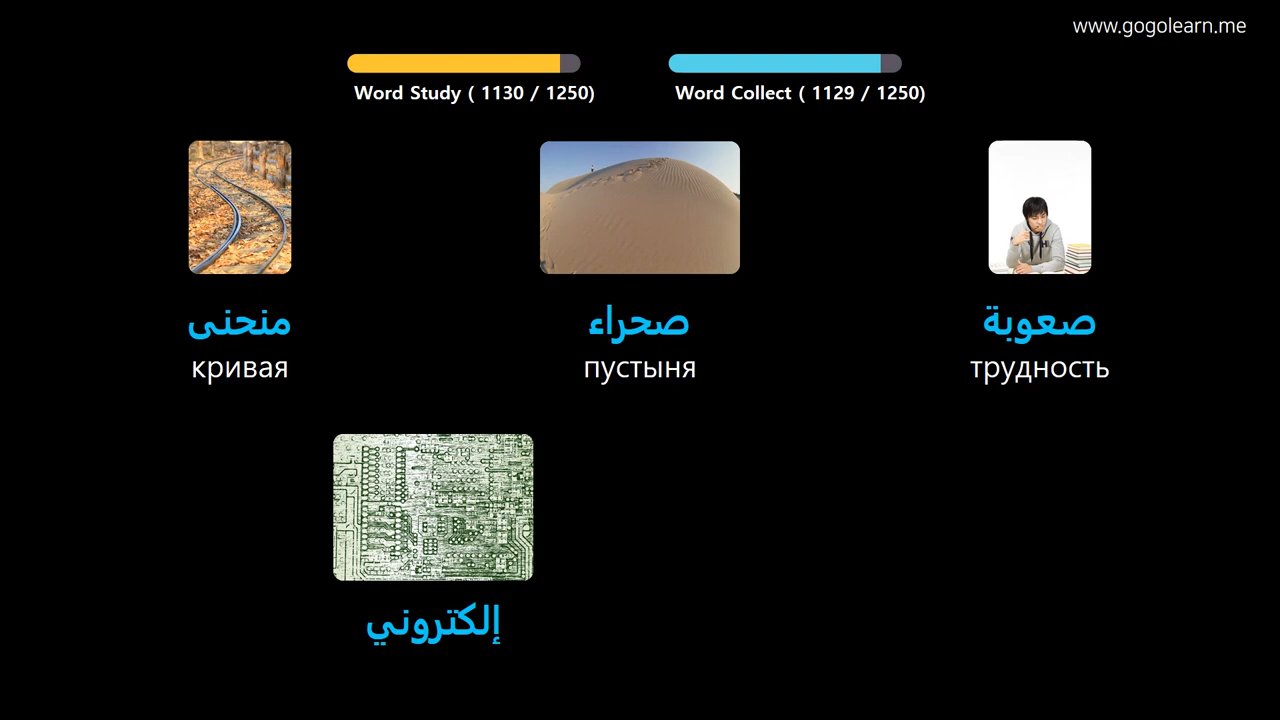 www.gogolearn.me
Word Study ( 1130 / 1250)
Word Collect ( 1129 / 1250)
منحنى
кривая
صحراء
пустыня
صعوبة
трудность
إلكتروني